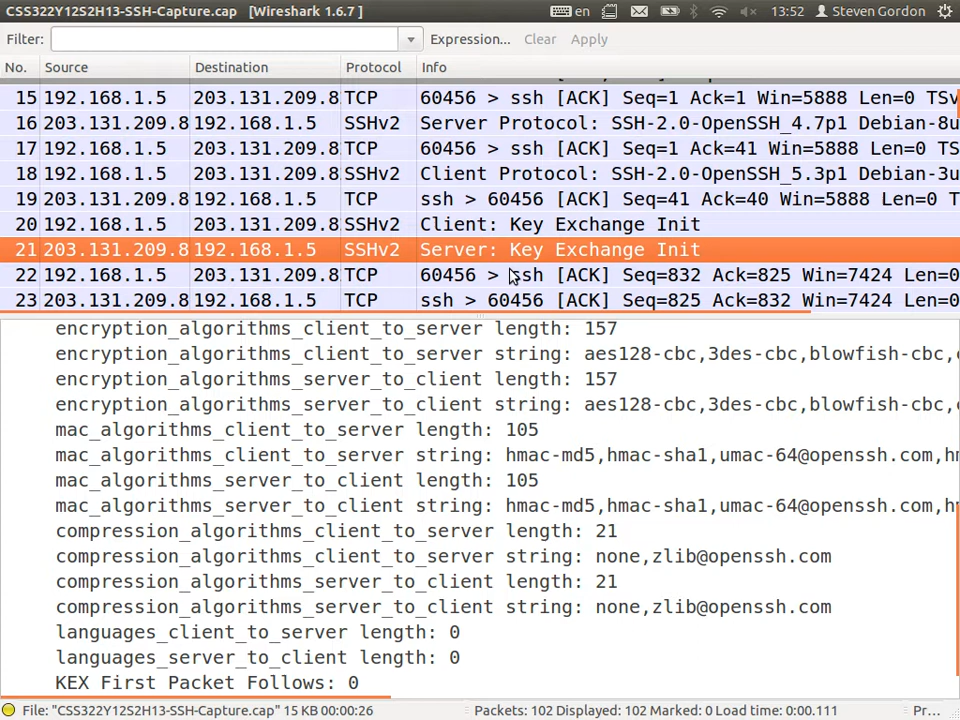 CSS322Y12S2H13-SSH-Capture.cap [Wireshark 1.6.7 ] en 13:52 Steven Gordon
Filter: Expression... Clear Apply
No. Source Destination Protocol Info
15 192.168.1.5 203.131.209.8 TCP 60456 > ssh [ACK] Seq=1 Ack=1 Win=5888 Len=0 TSv
16 203.131.209.8 192.168.1.5 SSHv2 Server Protocol: SSH-2.0-OpenSSH_4.7p1 Debian-8u
17 192.168.1.5 203.131.209.8 TCP 60456 > ssh [ACK] Seq=1 Ack=41 Win=5888 Len=0 TS
18 192.168.1.5 203.131.209.8 SSHv2 Client Protocol: SSH-2.0-OpenSSH_5.3p1 Debian-3u
19 203.131.209.8 192.168.1.5 TCP ssh > 60456 [ACK] Seq=41 Ack=40 Win=5888 Len=0 T
20 192.168.1.5 203.131.209.8 SSHv2 Client: Key Exchange Init
21 203.131.209.8 192.168.1.5 SSHv2 Server: Key Exchange Init
22 192.168.1.5 203.131.209.8 TCP 60456 > ssh [ACK] Seq=832 Ack=825 Win=7424 Len=0
23 203.131.209.8 192.168.1.5 TCP ssh > 60456 [ACK] Seq=825 Ack=832 Win=7424 Len=0
encryption_algorithms_client_to_server length: 157
encryption_algorithms_client_to_server string: aes128-cbc,3des-cbc,blowfish-cbc,
encryption_algorithms_server_to_client length: 157
encryption_algorithms_server_to_client string: aes128-cbc,3des-cbc,blowfish-cbc,
mac_algorithms_client_to_server length: 105
mac_algorithms_client_to_server string: hmac-md5,hmac-sha1,umac-64@openssh.com,hm
mac_algorithms_server_to_client length: 105
mac_algorithms_server_to_client string: hmac-md5,hmac-sha1,umac-64@openssh.com,hm
compression_algorithms_client_to_server length: 21
compression_algorithms_client_to_server string: none,zlib@openssh.com
compression_algorithms_server_to_client length: 21
compression_algorithms_server_to_client string: none,zlib@openssh.com
languages_client_to_server length: 0
languages_server_to_client length: 0
KEX First Packet Follows: 0
File: "CSS322Y12S2H13-SSH-Capture.cap" 15 KB 00:00:26 Packets: 102 Displayed: 102 Marked: 0 Load time: 0:00.111 Pr...